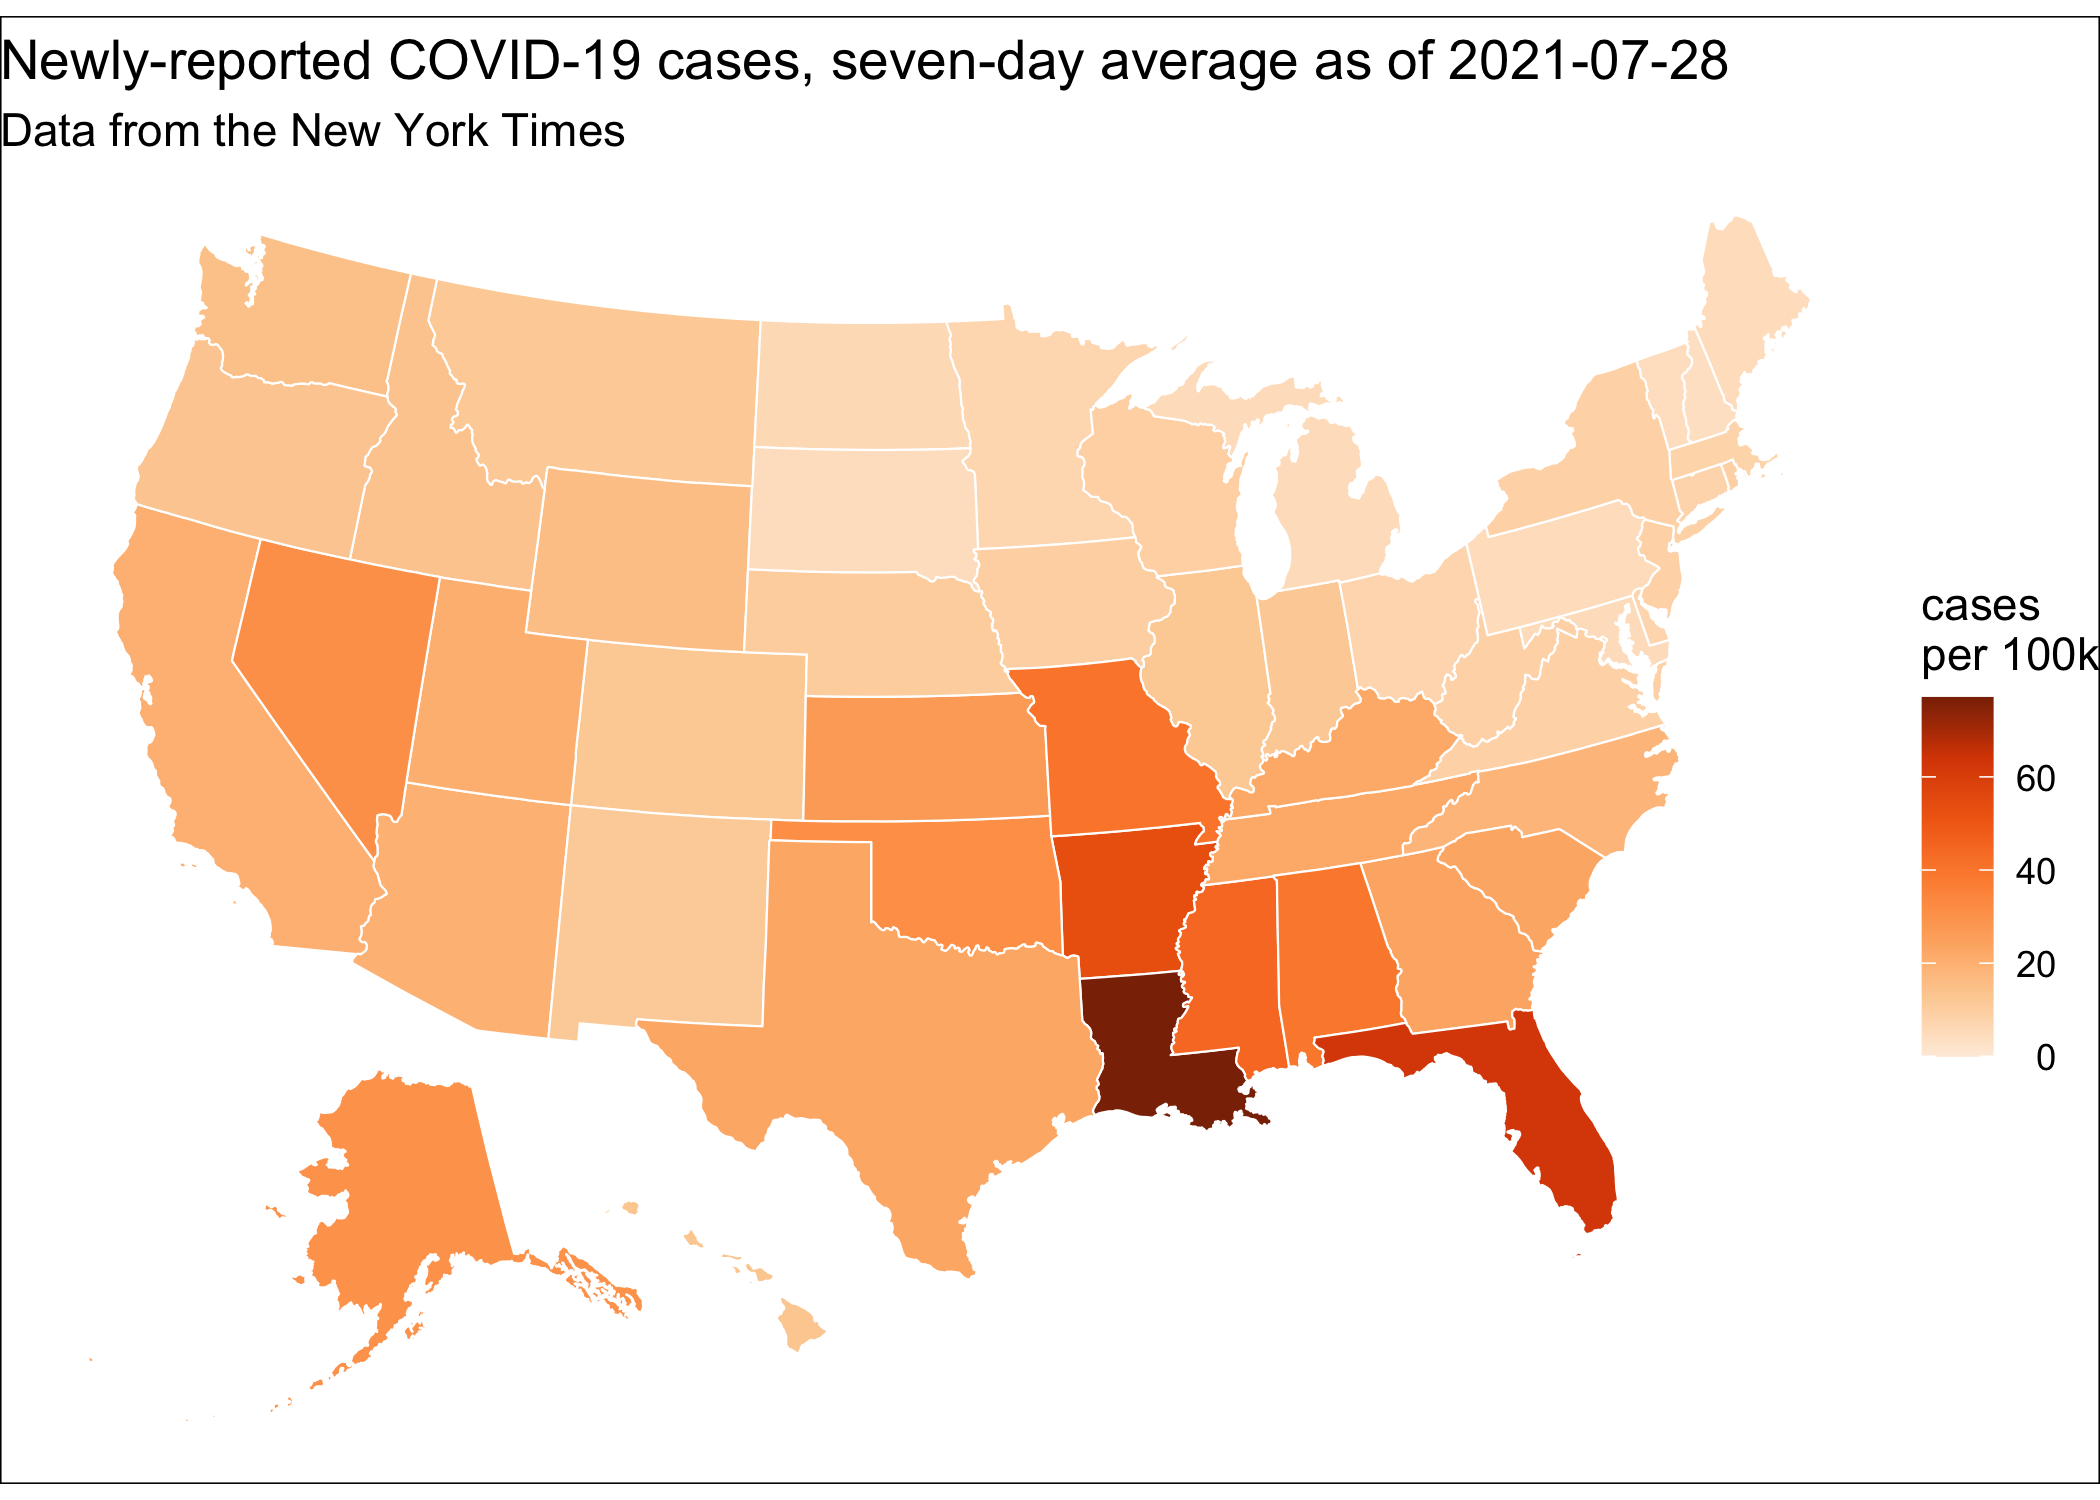 Newly-reported COVID-19 cases, seven-day average as of 2021-07-28
Data from the New York Times
cases
per 100k
60
40
20
0